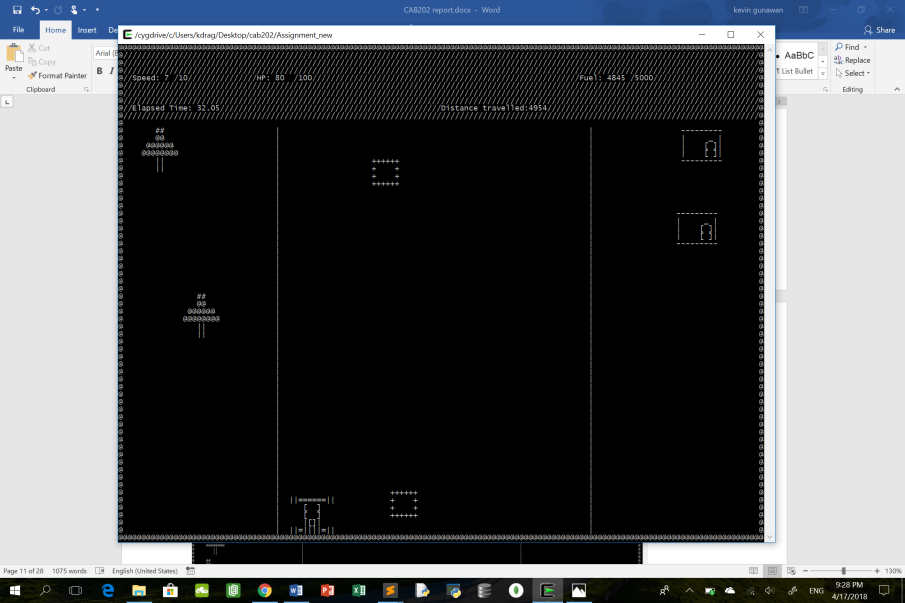 CAB202 report.docx - Word
kevin gunawan
File
Home
Insert
Share
Cut
Copy
Format Painter
Paste
Clipboard
Arial
B I
AaBbC
List Bullet
Find
Replace
Select
Editing
/cygdrive/c/Users/kdrag/Desktop/cab202/Assignment_new
Speed: 7 / 10 HP: 80 / 100 Fuel: 4845 / 5000
Elapsed Time: 32.05 Distance travelled:4954
Page 11 of 28 1075 words English (United States) 130%
ENG
9:28 PM
4/17/2018